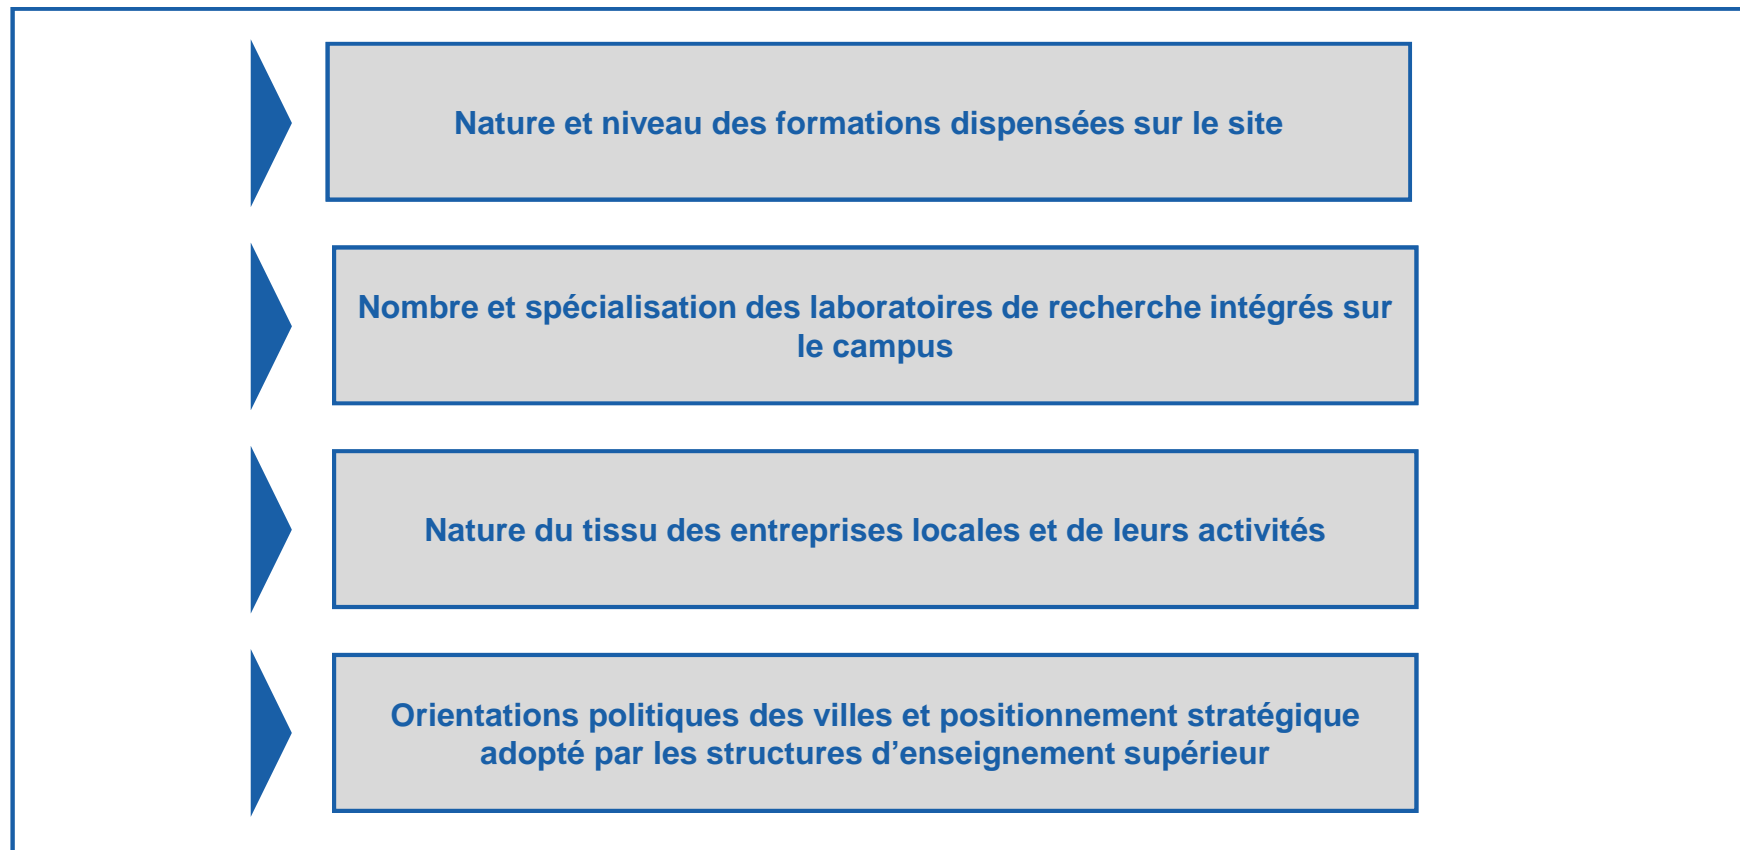 Nature et niveau des formations dispensées sur le site
Nombre et spécialisation des laboratoires de recherche intégrés sur
le campus
Nature du tissu des entreprises locales et de leurs activités
Orientations politiques des villes et positionnement stratégique
adopté par les structures d’enseignement supérieur